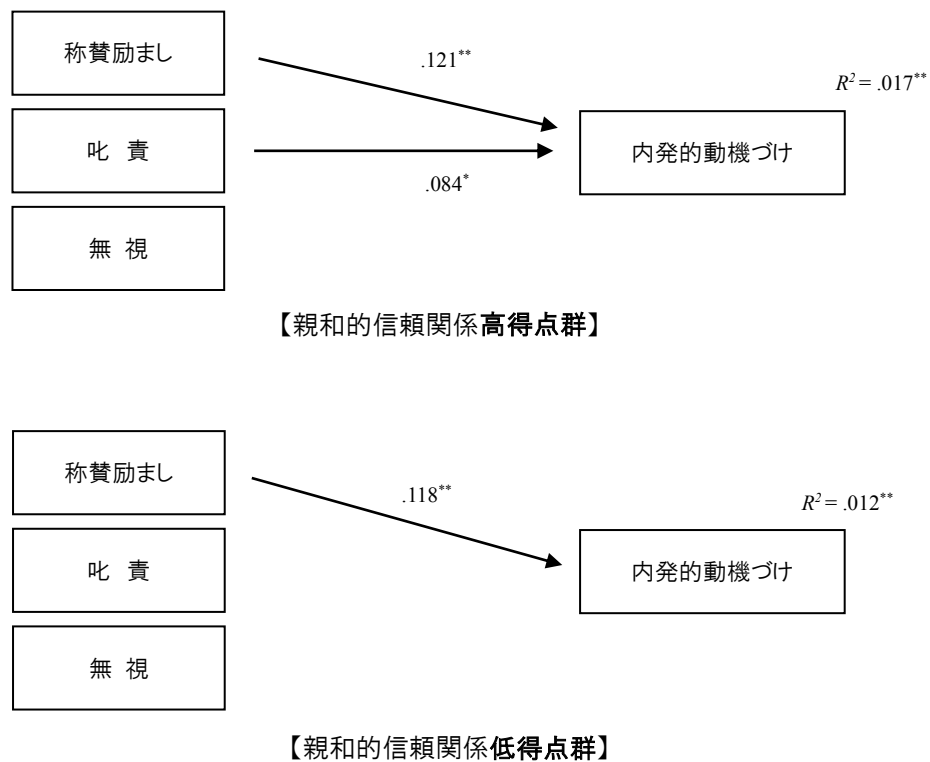 称賛励まし
.121**
R² = .017**
叱 責
内発的動機づけ
.084*
無 視
【親和的信頼関係高得点群】
称賛励まし
.118**
R² = .012**
叱 責
内発的動機づけ
無 視
【親和的信頼関係低得点群】